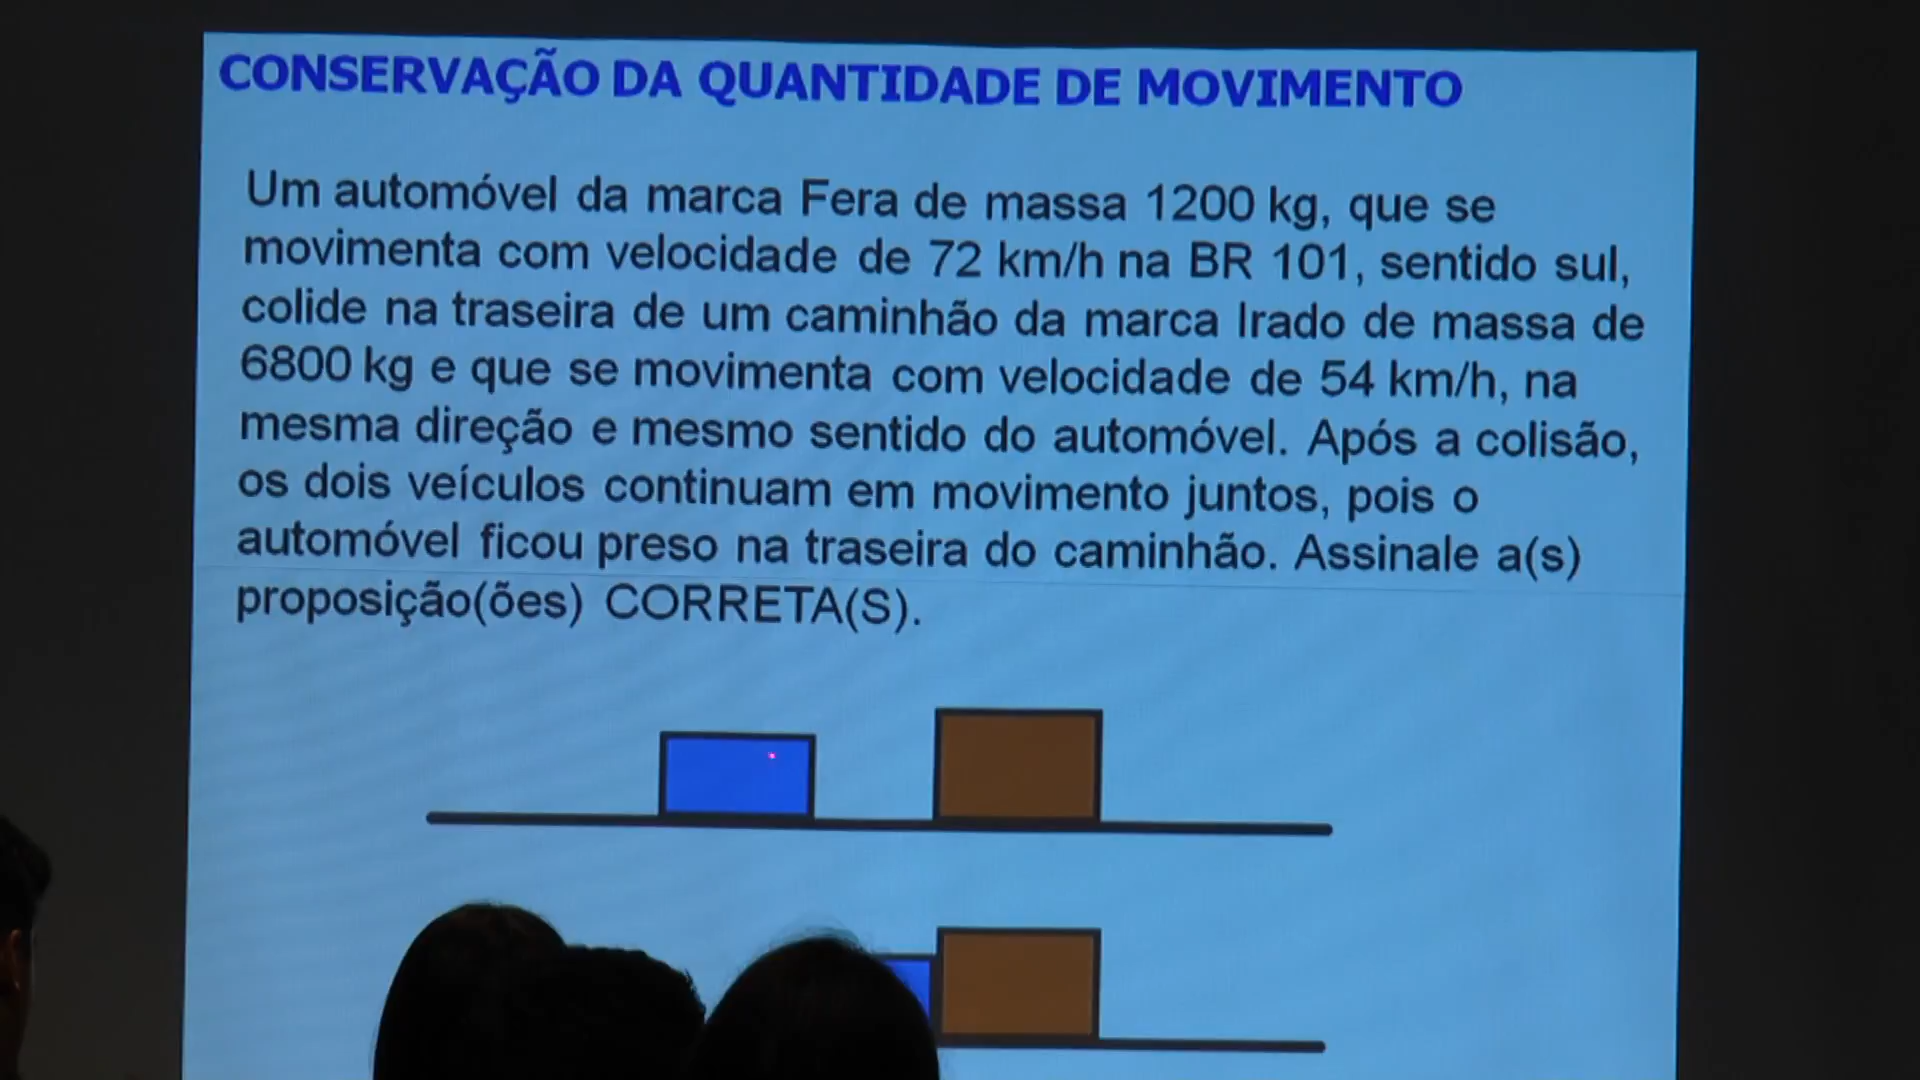 CONSERVAÇÃO DA QUANTIDADE DE MOVIMENTO
Um automóvel da marca Fera de massa 1200 kg, que se
movimenta com velocidade de 72 km/h na BR 101, sentido sul,
colide na traseira de um caminhão da marca Irado de massa de
6800 kg e que se movimenta com velocidade de 54 km/h, na
mesma direção e mesmo sentido do automóvel. Após a colisão,
os dois veículos continuam em movimento juntos, pois o
automóvel ficou preso na traseira do caminhão. Assinale a(s)
proposição(ões) CORRETA(S).